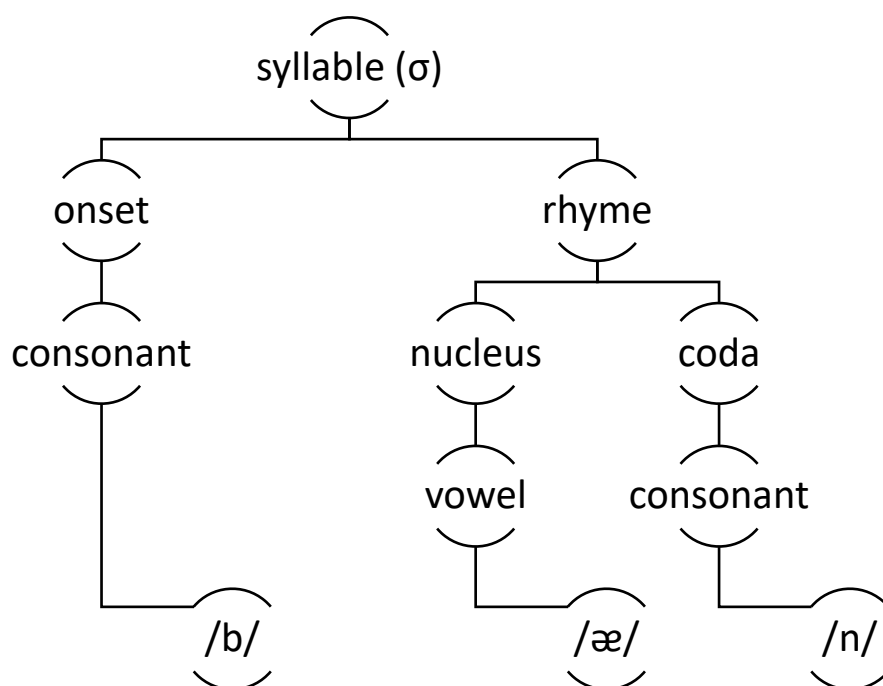 syllable (σ)
onset
rhyme
consonant
nucleus
coda
vowel
consonant
/b/
/æ/
/n/